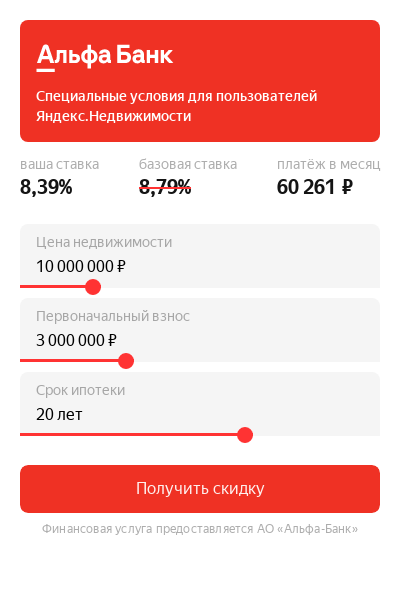 Альфа Банк
Специальные условия для пользователей
Яндекс.Недвижимости
ваша ставка базовая ставка платёж в месяц
8,39% 8,79% 60 261 ₽
Цена недвижимости
10 000 000 ₽
Первоначальный взнос
3 000 000 ₽
Срок ипотеки
20 лет
Получить скидку
Финансовая услуга предоставляется АО «Альфа-Банк»